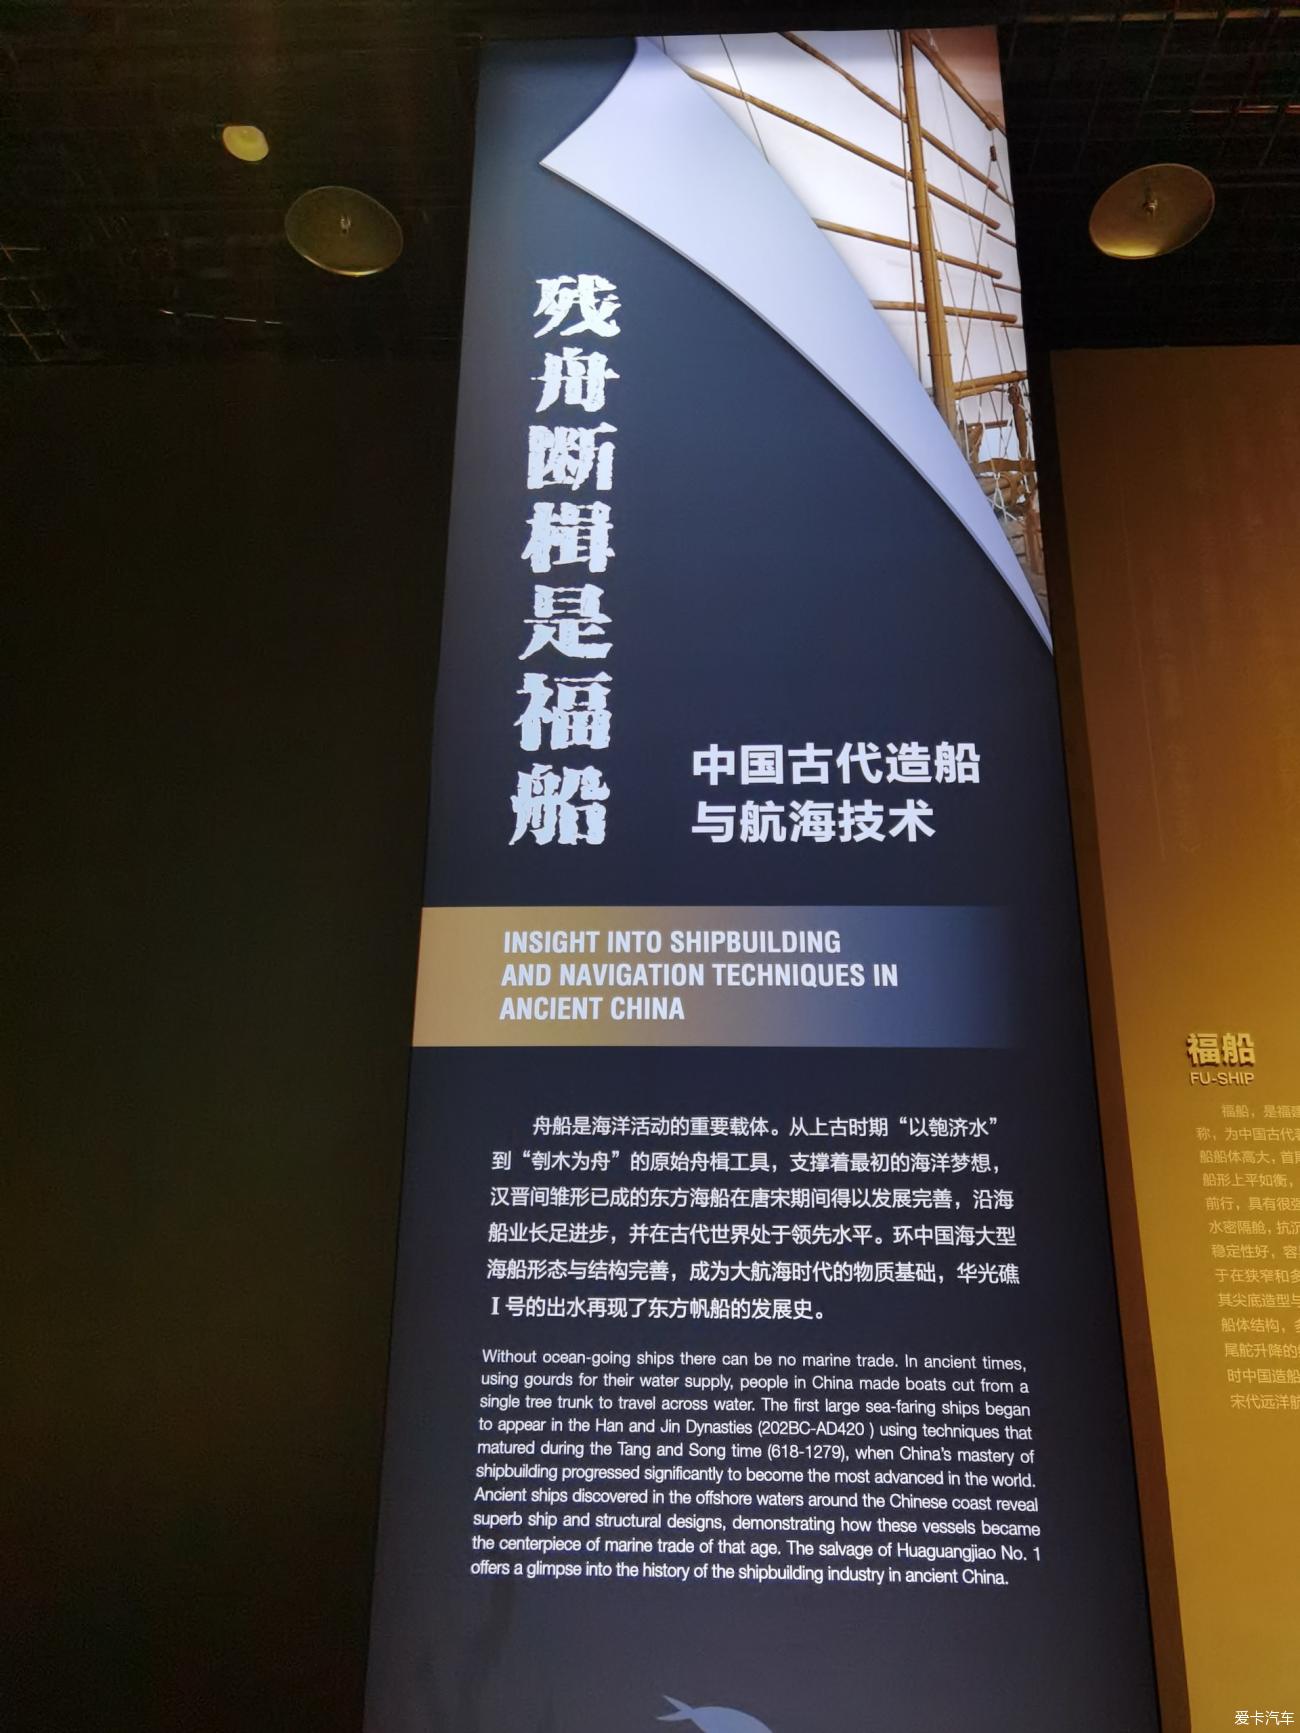 残舟断楫是福船
中国古代造船
与航海技术
INSIGHT INTO SHIPBUILDING
AND NAVIGATION TECHNIQUES IN
ANCIENT CHINA
舟船是海洋活动的重要载体。从上古时期“以匏济水”
到“刳木为舟”的原始舟楫工具，支撑着最初的海洋梦想，
汉晋间雏形已成的东方海船在唐宋期间得以发展完善，沿海
船业长足进步，并在古代世界处于领先水平。环中国海大型
海船形态与结构完善，成为大航海时代的物质基础，华光礁
Ⅰ号的出水再现了东方帆船的发展史。
Without ocean-going ships there can be no marine trade. In ancient times,
using gourds for their water supply, people in China made boats cut from a
single tree trunk to travel across water. The first large sea-faring ships began
to appear in the Han and Jin Dynasties (202BC-AD420 ) using techniques that
matured during the Tang and Song time (618-1279), when China's mastery of
shipbuilding progressed significantly to become the most advanced in the world.
Ancient ships discovered in the offshore waters around the Chinese coast reveal
superb ship and structural designs, demonstrating how these vessels became
the centerpiece of marine trade of that age. The salvage of Huaguangjiao No. 1
offers a glimpse into the history of the shipbuilding industry in ancient China.
福船
FU-SHIP
福船，是福建
称，为中国古代
船船体高大，首
船形上平如衡，
前行，具有很强
水密隔舱，抗沉
稳定性好，容
于在狭窄和多
其尖底造型与
船体结构，多
尾舵升降的
时中国造船
宋代远洋航
爱卡汽车